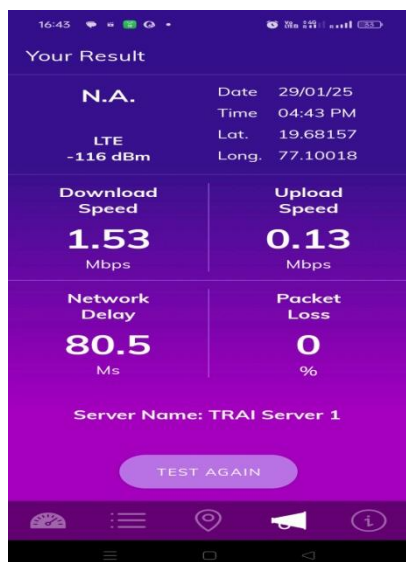 16:43
Your Result
N.A.
LTE
-116 dBm
Date 29/01/25
Time 04:43 PM
Lat. 19.68157
Long. 77.10018
Download
Speed
1.53
Mbps
Upload
Speed
0.13
Mbps
Network
Delay
80.5
Ms
Packet
Loss
0
%
Server Name: TRAI Server 1
TEST AGAIN